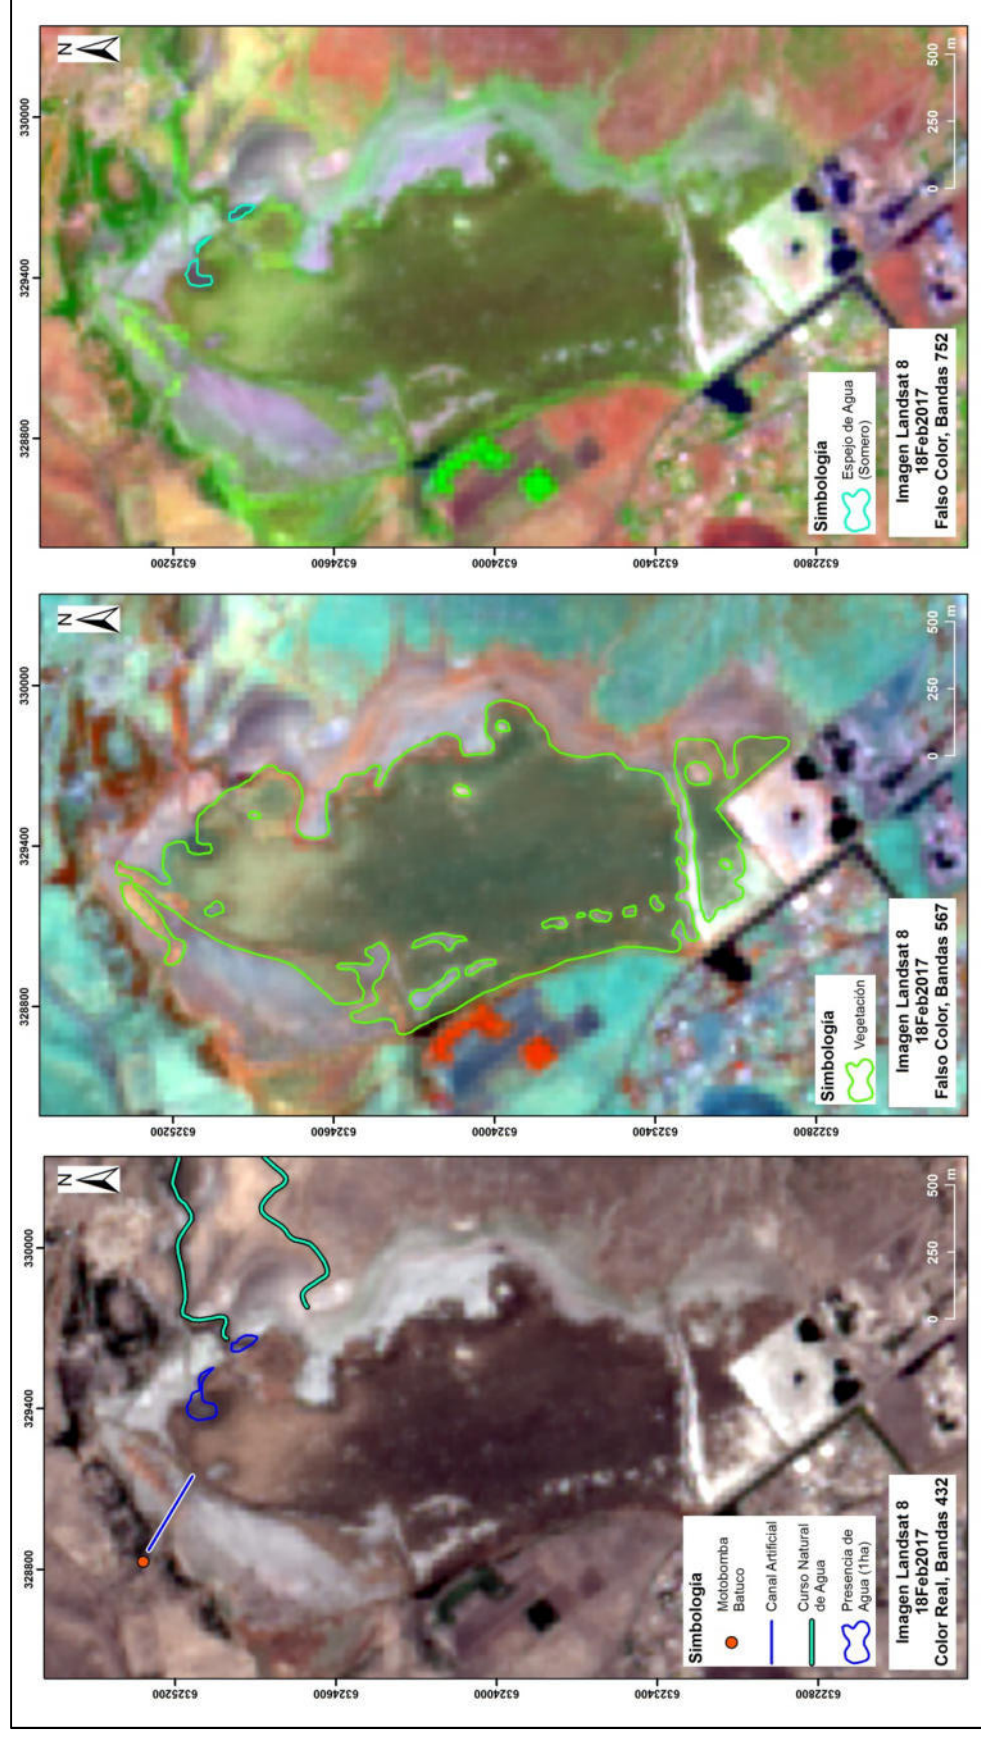 328800
329400
330000
N
6325200
6324600
6324000
6323400
6322800
Simbología
Motobomba
Batuco
Canal Artificial
Curso Natural
de Agua
Presencia de
Agua (1ha)
Imagen Landsat 8
18Feb2017
Color Real, Bandas 432
0 250 500
m
328800
329400
330000
N
6325200
6324600
6324000
6323400
6322800
Simbología
Vegetación
Imagen Landsat 8
18Feb2017
Falso Color, Bandas 567
0 250 500
m
328800
329400
330000
N
6325200
6324600
6324000
6323400
6322800
Simbología
Espejo de Agua
(Somero)
Imagen Landsat 8
18Feb2017
Falso Color, Bandas 752
0 250 500
m